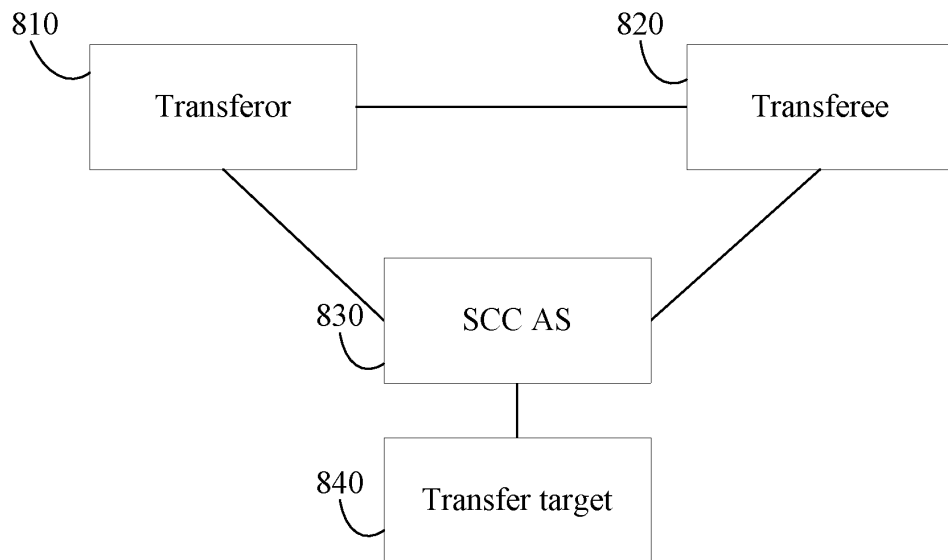 810
820
Transferor
Transferee
830
SCC AS
840
Transfer target